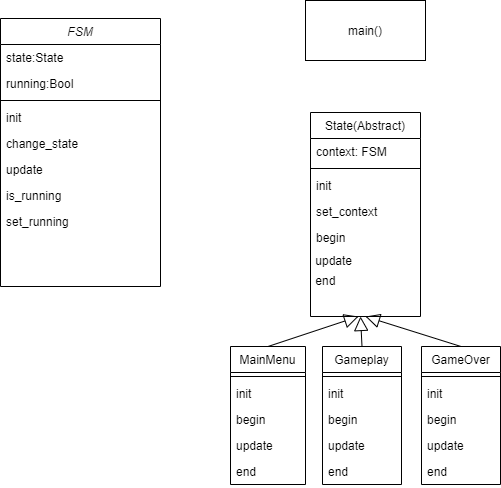 FSM
state:State
running:Bool
init
change_state
update
is_running
set_running
main()
State(Abstract)
context: FSM
init
set_context
begin
update
end
MainMenu
init
begin
update
end
Gameplay
init
begin
update
end
GameOver
init
begin
update
end